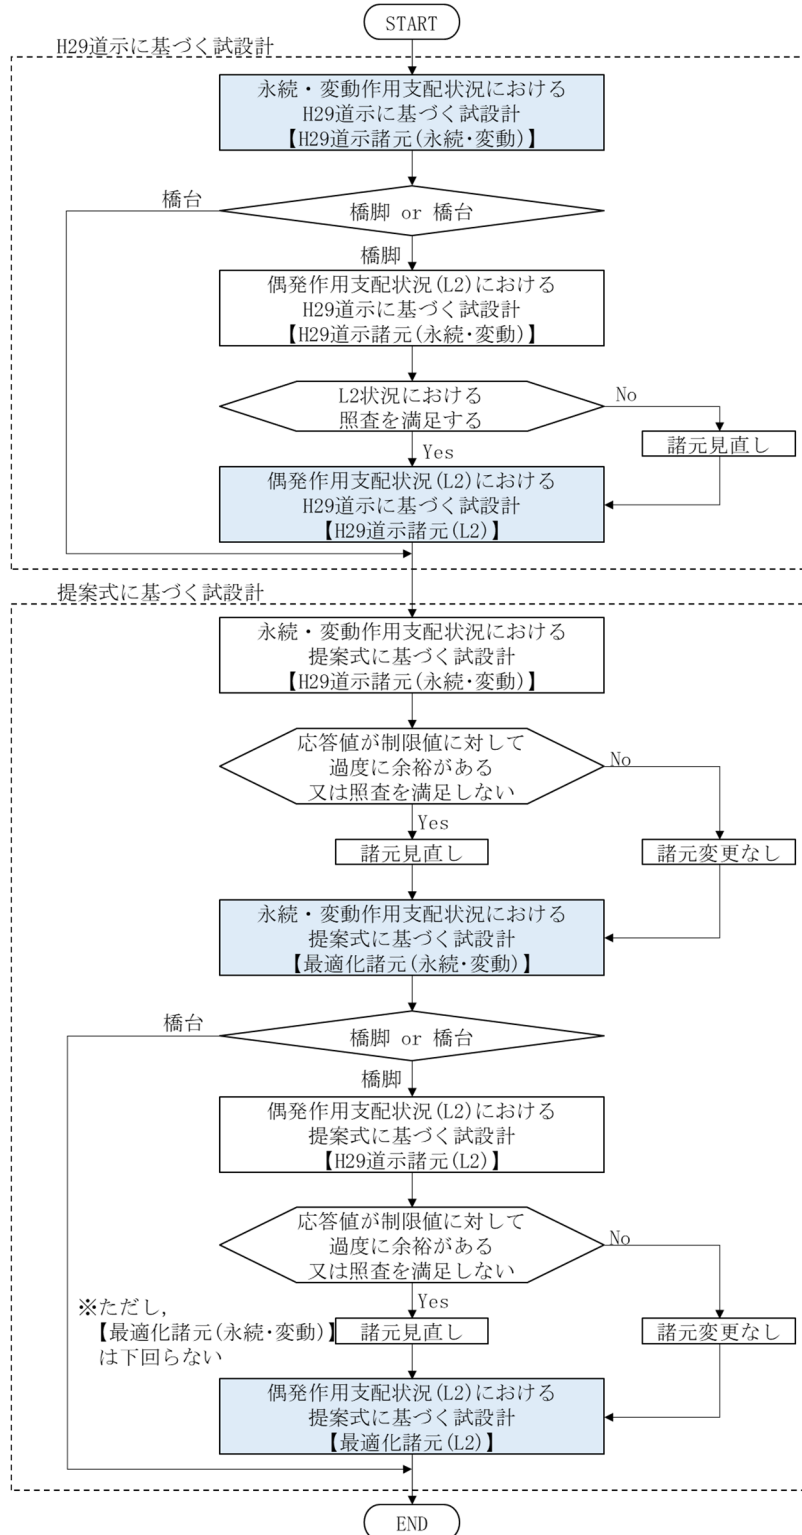 START
H29道示に基づく試設計
永続・変動作用支配状況における
H29道示に基づく試設計
【H29道示諸元(永続･変動)】
橋台
橋脚 or 橋台
橋脚
偶発作用支配状況(L2)における
H29道示に基づく試設計
【H29道示諸元(永続･変動)】
L2状況における
照査を満足する
No
諸元見直し
Yes
偶発作用支配状況(L2)における
H29道示に基づく試設計
【H29道示諸元(L2)】
提案式に基づく試設計
永続・変動作用支配状況における
提案式に基づく試設計
【H29道示諸元(永続･変動)】
応答値が制限値に対して
過度に余裕がある
又は照査を満足しない
No
Yes
諸元見直し
諸元変更なし
永続・変動作用支配状況における
提案式に基づく試設計
【最適化諸元(永続･変動)】
橋台
橋脚 or 橋台
橋脚
偶発作用支配状況(L2)における
提案式に基づく試設計
【H29道示諸元(L2)】
応答値が制限値に対して
過度に余裕がある
又は照査を満足しない
No
Yes
※ただし,
【最適化諸元(永続･変動)】
は下回らない
諸元見直し
諸元変更なし
偶発作用支配状況(L2)における
提案式に基づく試設計
【最適化諸元(L2)】
END